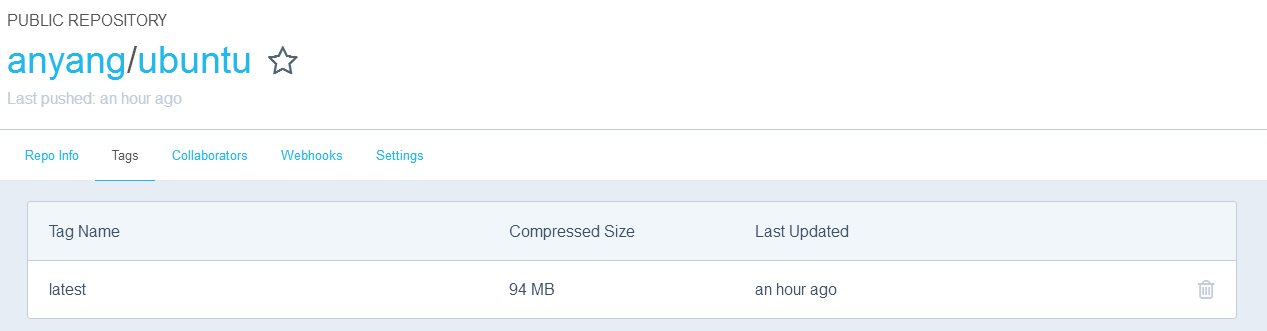 PUBLIC REPOSITORY
anyang/ubuntu
Last pushed: an hour ago
Repo Info Tags Collaborators Webhooks Settings
Tag Name Compressed Size Last Updated
latest 94 MB an hour ago